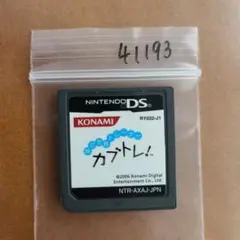 41193
NINTENDO DS
KONAMI
カブトレ!
©2006 Konami Digital
Entertainment Co., Ltd.
NTR-AXAJ-JPN